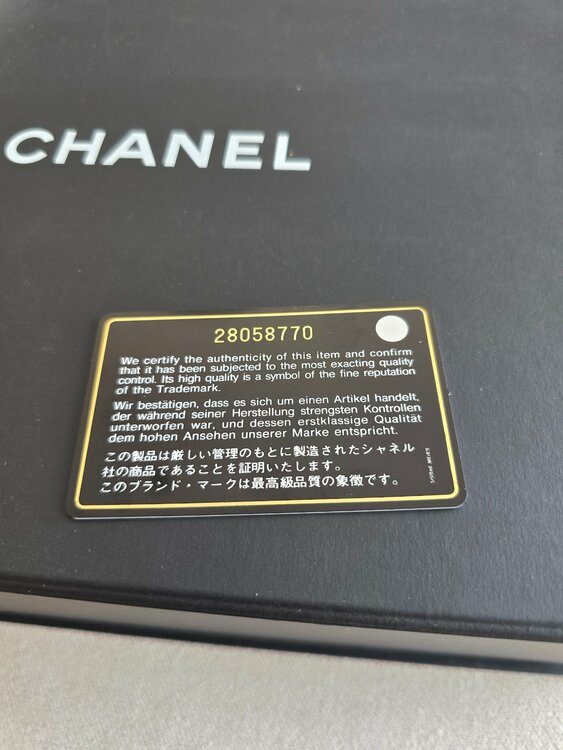 CHANEL
28058770
We certify the authenticity of this item and confirm
that it has been subjected to the most exacting quality
control. Its high quality is a symbol of the fine reputation
of the Trademark.
Wir bestätigen, dass es sich um einen Artikel handelt,
der während seiner Herstellung strengsten Kontrollen
unterworfen war, und dessen erstklassige Qualität
dem hohen Ansehen unserer Marke entspricht.
この製品は厳しい管理のもとに製造されたシャネル
社の商品であることを証明いたします。
このブランド・マークは最高級品質の象徴です。